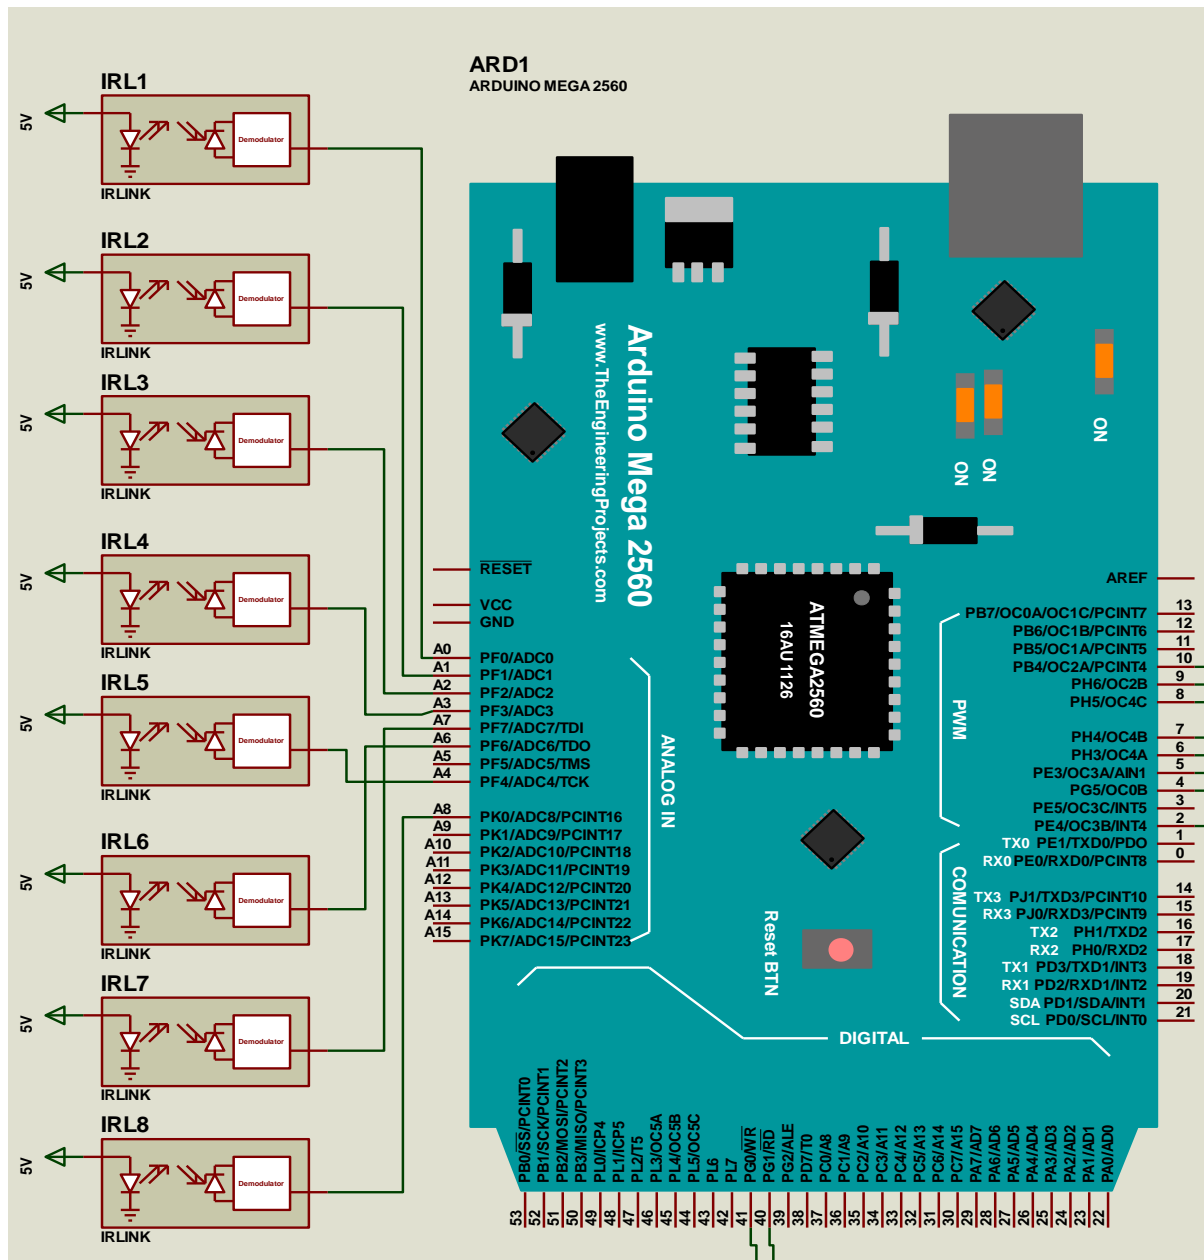 ARD1
ARDUINO MEGA 2560
IRL1
5V
Demodulator
IRLINK
IRL2
5V
Demodulator
IRLINK
IRL3
5V
Demodulator
IRLINK
IRL4
5V
Demodulator
IRLINK
IRL5
5V
Demodulator
IRLINK
IRL6
5V
Demodulator
IRLINK
IRL7
5V
Demodulator
IRLINK
IRL8
5V
Demodulator
IRLINK
Arduino Mega 2560
www.TheEngineeringProjects.com
ON
ON
ON
ATMEGA2560
16AU 1126
RESET
VCC
GND
A0 PF0/ADC0
A1 PF1/ADC1
A2 PF2/ADC2
A3 PF3/ADC3
A7 PF7/ADC7/TDI
A6 PF6/ADC6/TDO
A5 PF5/ADC5/TMS
A4 PF4/ADC4/TCK
A8 PK0/ADC8/PCINT16
A9 PK1/ADC9/PCINT17
A10 PK2/ADC10/PCINT18
A11 PK3/ADC11/PCINT19
A12 PK4/ADC12/PCINT20
A13 PK5/ADC13/PCINT21
A14 PK6/ADC14/PCINT22
A15 PK7/ADC15/PCINT23
ANALOG IN
AREF
PB7/OC0A/OC1C/PCINT7 13
PB6/OC1B/PCINT6 12
PB5/OC1A/PCINT5 11
PB4/OC2A/PCINT4 10
PH6/OC2B 9
PH5/OC4C 8
PH4/OC4B 7
PH3/OC4A 6
PE3/OC3A/AIN1 5
PG5/OC0B 4
PE5/OC3C/INT5 3
PE4/OC3B/INT4 2
PWM
TX0 PE1/TXD0/PDO 1
RX0 PE0/RXD0/PCINT8 0
TX3 PJ1/TXD3/PCINT10 14
RX3 PJ0/RXD3/PCINT9 15
TX2 PH1/TXD2 16
RX2 PH0/RXD2 17
TX1 PD3/TXD1/INT3 18
RX1 PD2/RXD1/INT2 19
SDA PD1/SDA/INT1 20
SCL PD0/SCL/INT0 21
COMUNICATION
Reset BTN
DIGITAL
PB0/SS/PCINT0 53
PB1/SCK/PCINT1 52
PB2/MOSI/PCINT2 51
PB3/MISO/PCINT3 50
PL0/ICP4 49
PL1/ICP5 48
PL2/T5 47
PL3/OC5A 46
PL4/OC5B 45
PL5/OC5C 44
PL6 43
PL7 42
PG0/WR 41
PG1/RD 40
PG2/ALE 39
PD7/T0 38
PC0/A8 37
PC1/A9 36
PC2/A10 35
PC3/A11 34
PC4/A12 33
PC5/A13 32
PC6/A14 31
PC7/A15 30
PA7/AD7 29
PA6/AD6 28
PA5/AD5 27
PA4/AD4 26
PA3/AD3 25
PA2/AD2 24
PA1/AD1 23
PA0/AD0 22